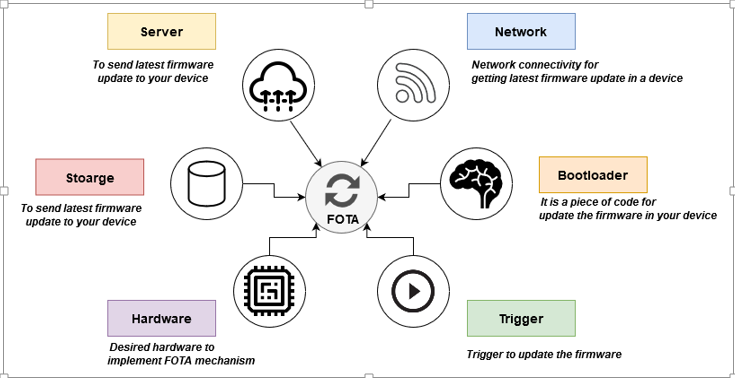 Server
To send latest firmware
update to your device
Network
Network connectivity for
getting latest firmware update in a device
Stoarge
To send latest firmware
update to your device
FOTA
Bootloader
It is a piece of code for
update the firmware in your device
Hardware
Desired hardware to
implement FOTA mechanism
Trigger
Trigger to update the firmware